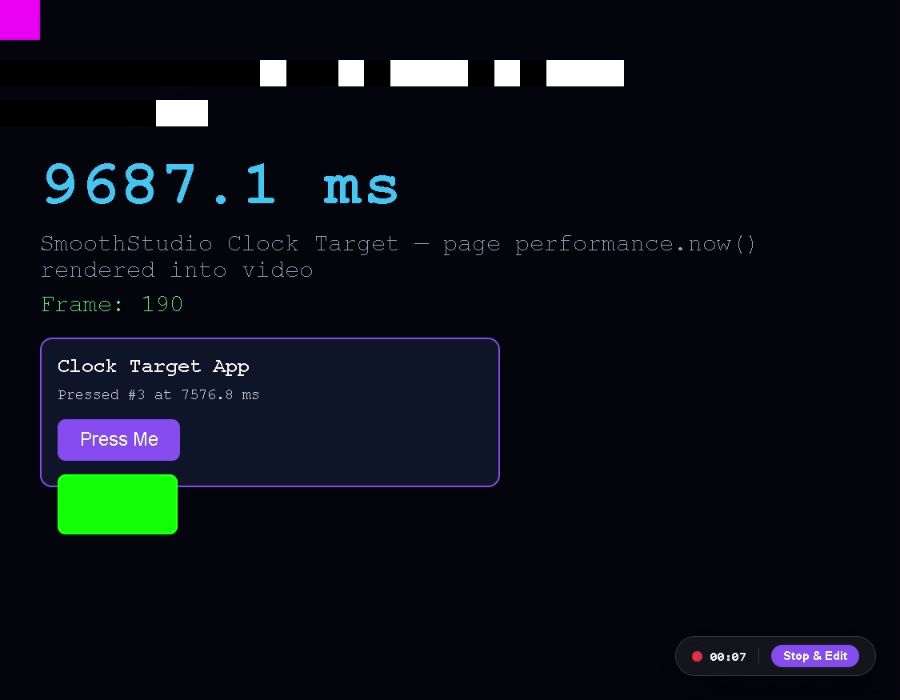 9687.1 ms
SmoothStudio Clock Target — page performance.now()
rendered into video
Frame: 190
Clock Target App
Pressed #3 at 7576.8 ms
Press Me
00:07
Stop & Edit